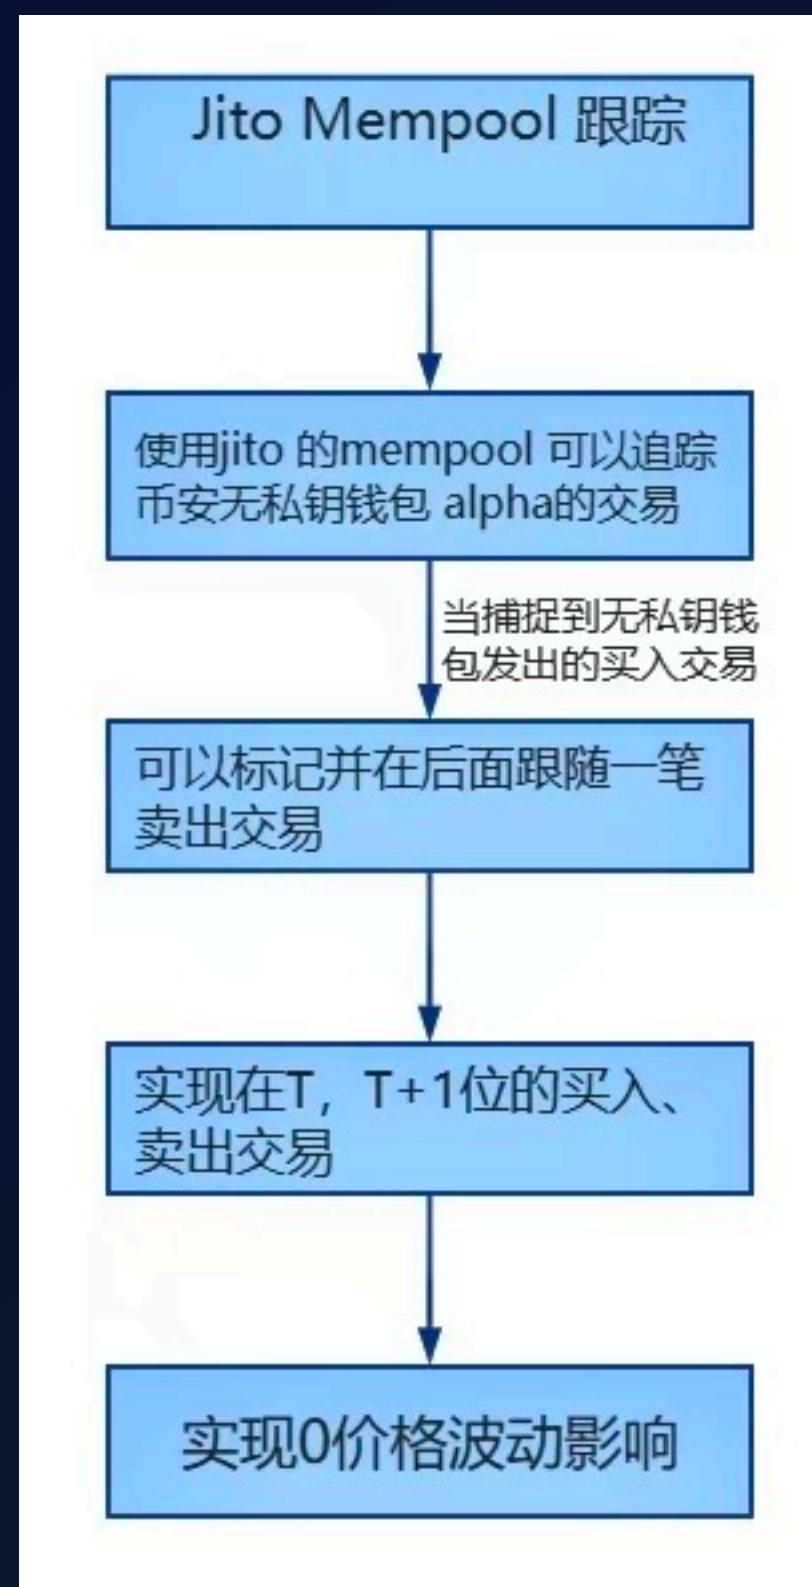 Jito Mempool 跟踪
使用jito 的mempool 可以追踪
币安无私钥钱包 alpha的交易
当捕捉到无私钥钱
包发出的买入交易
可以标记并在后面跟随一笔
卖出交易
实现在T，T+1位的买入、
卖出交易
实现0价格波动影响